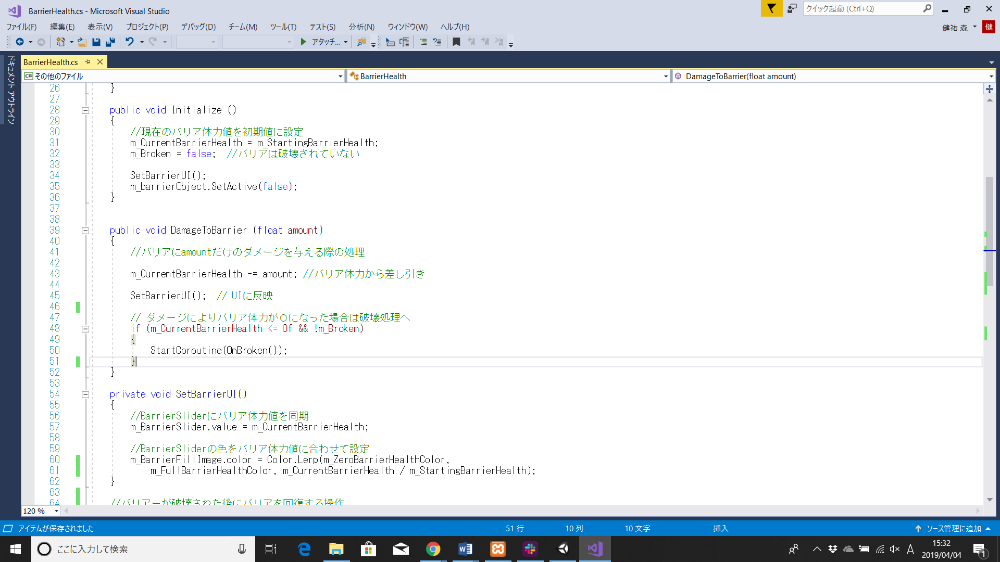 BarrierHealth.cs - Microsoft Visual Studio
クイック起動 (Ctrl+Q)
ファイル(F) 編集(E) 表示(V) プロジェクト(P) デバッグ(D) チーム(M) ツール(T) テスト(S) 分析(N) ウィンドウ(W) ヘルプ(H)
健祐 森
健
アタッチ...
ドキュメント アウトライン
BarrierHealth.cs
その他のファイル
BarrierHealth
DamageToBarrier(float amount)
26 }
27
28 public void Initialize ()
29 {
30 //現在のバリア体力値を初期値に設定
31 m_CurrentBarrierHealth = m_StartingBarrierHealth;
32 m_Broken = false; //バリアは破壊されていない
33
34 SetBarrierUI();
35 m_barrierObject.SetActive(false);
36 }
37
38
39 public void DamageToBarrier (float amount)
40 {
41 //バリアにamountだけのダメージを与える際の処理
42
43 m_CurrentBarrierHealth -= amount; //バリア体力から差し引き
44
45 SetBarrierUI(); // UIに反映
46
47 // ダメージによりバリア体力が０になった場合は破壊処理へ
48 if (m_CurrentBarrierHealth <= 0f && !m_Broken)
49 {
50 StartCoroutine(OnBroken());
51 }
52 }
53
54 private void SetBarrierUI()
55 {
56 //BarrierSliderにバリア体力値を同期
57 m_BarrierSlider.value = m_CurrentBarrierHealth;
58
59 //BarrierSliderの色をバリア体力値に合わせて設定
60 m_BarrierFillImage.color = Color.Lerp(m_ZeroBarrierHealthColor,
61 m_FullBarrierHealthColor, m_CurrentBarrierHealth / m_StartingBarrierHealth);
62 }
63
64 //バリアーが破壊された後にバリアを回復する操作
120 %
アイテムが保存されました
51 行
10 列
10 文字
挿入
ソース管理に追加
ここに入力して検索
A
15:32
2019/04/04
1